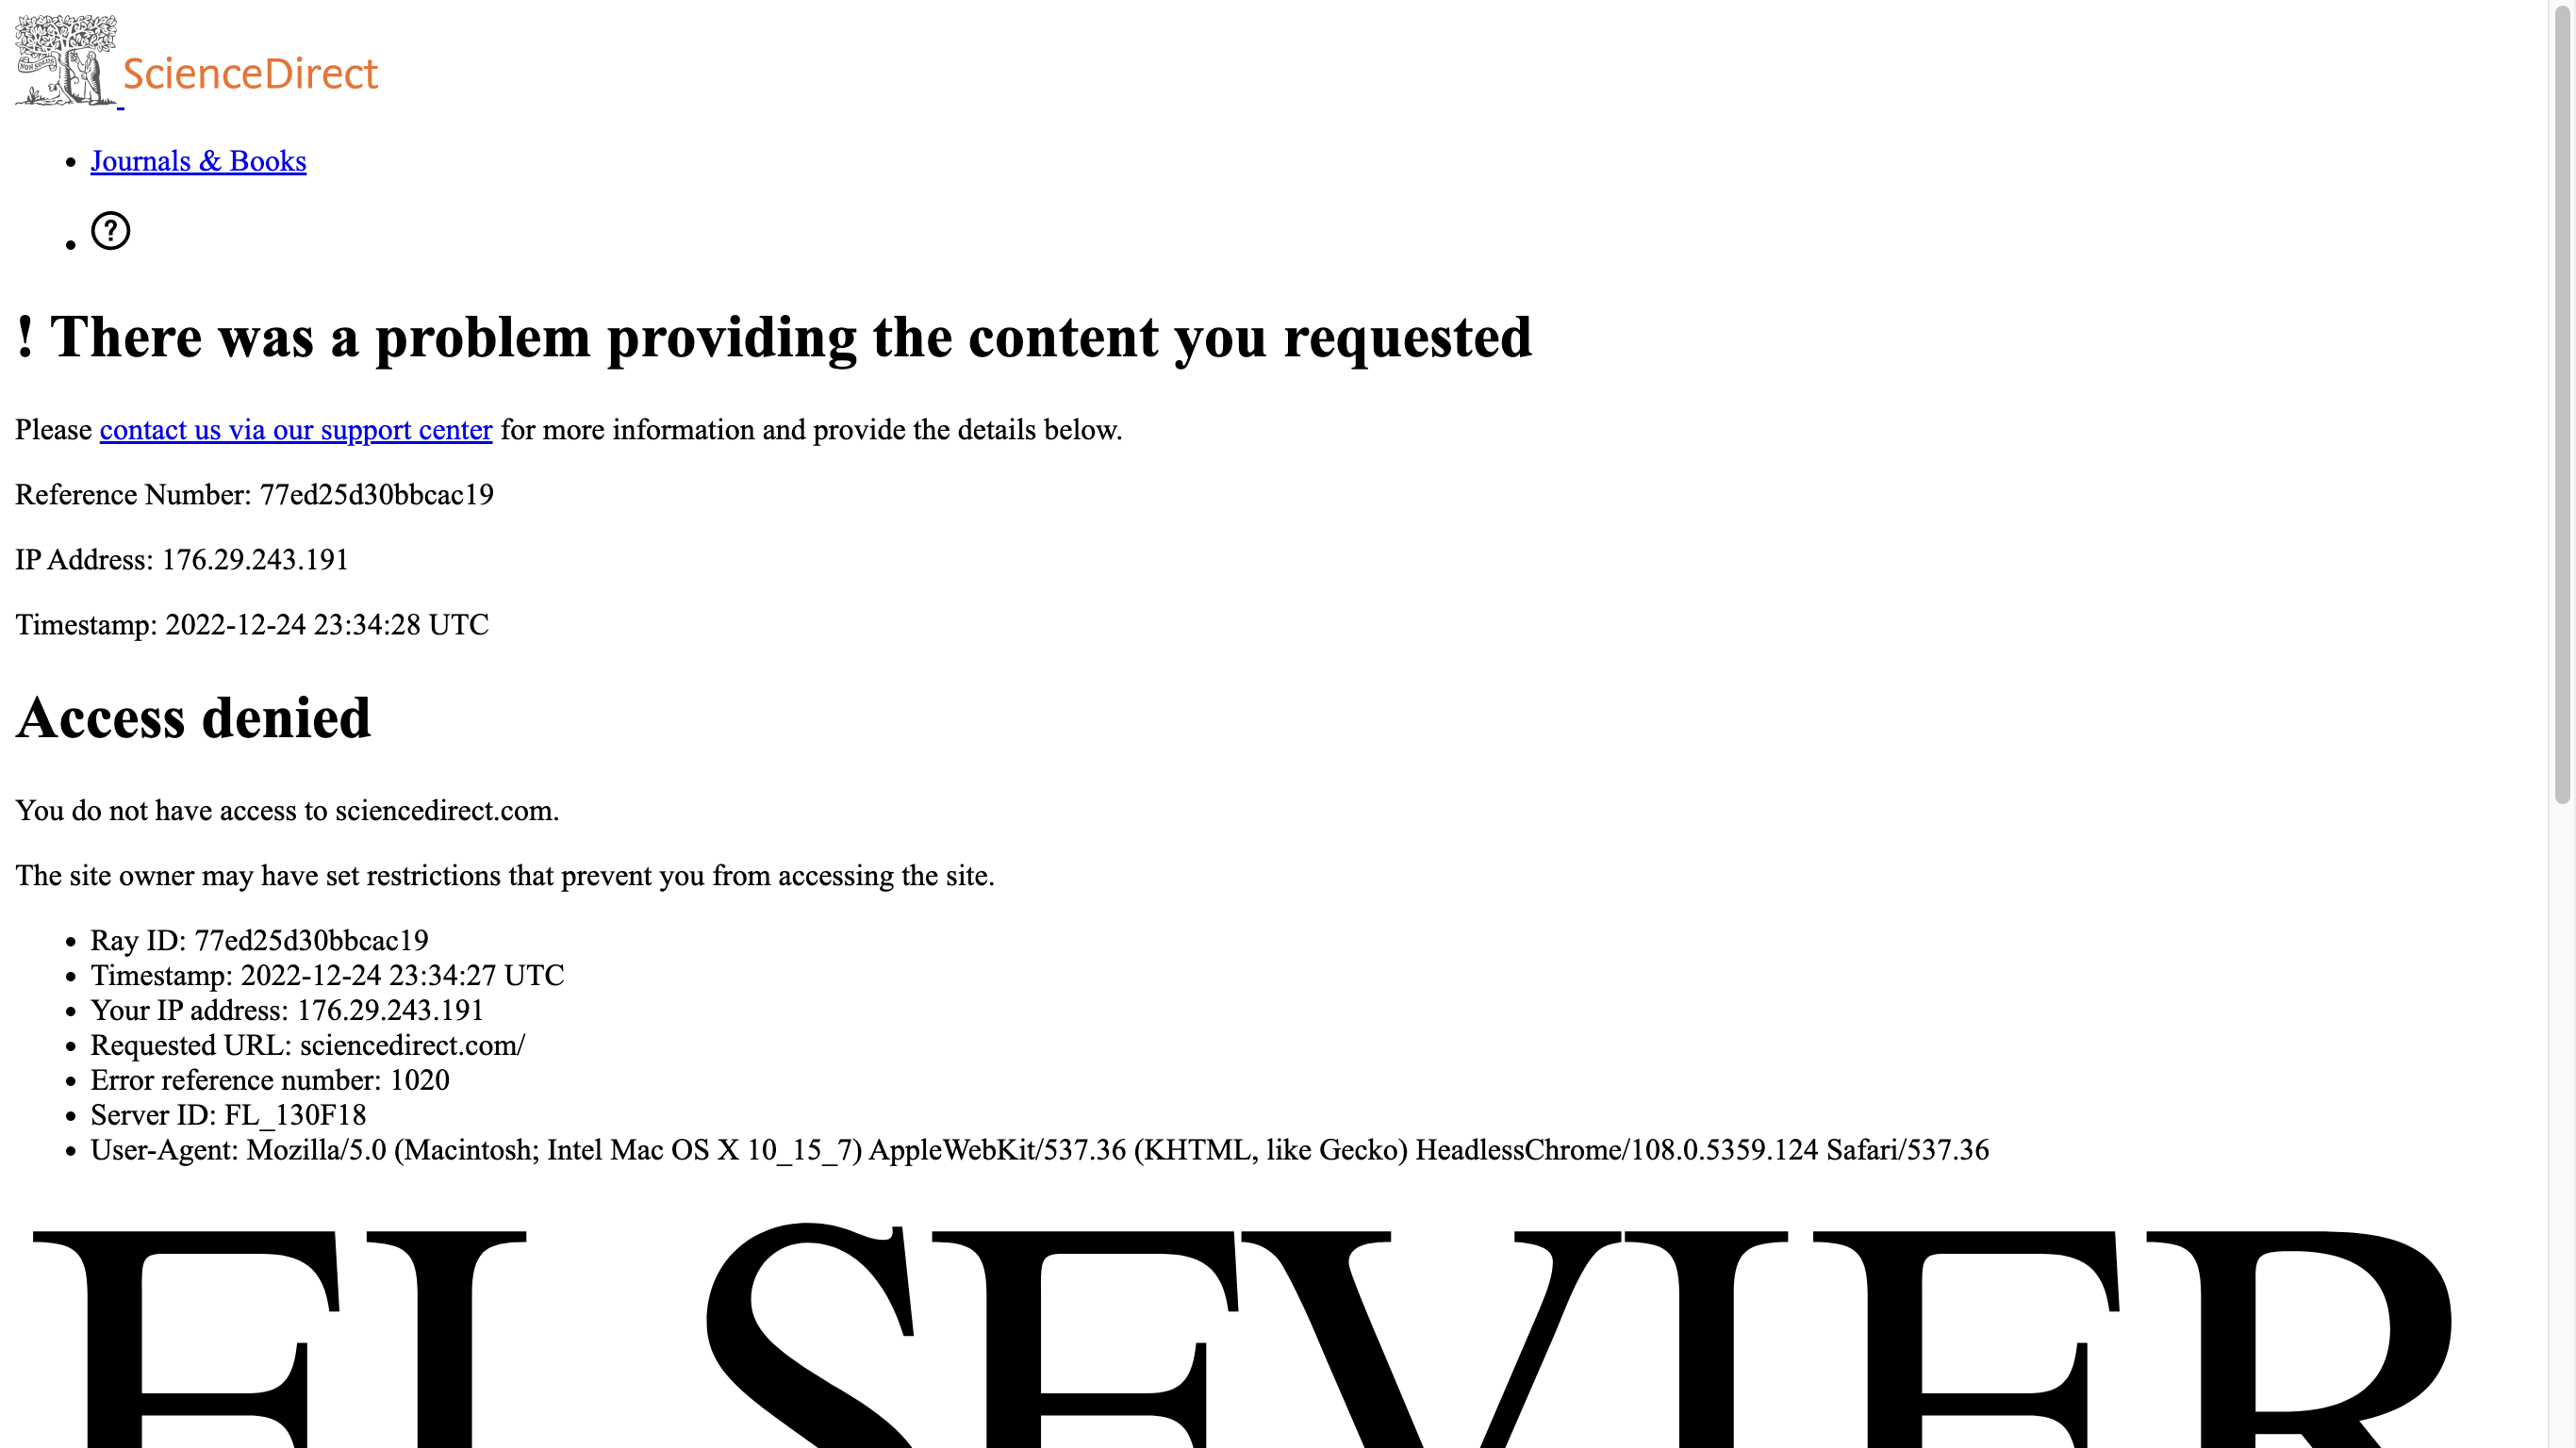 NON SOLUS
ScienceDirect
Journals & Books
?
! There was a problem providing the content you requested
Please contact us via our support center for more information and provide the details below.
Reference Number: 77ed25d30bbcac19
IP Address: 176.29.243.191
Timestamp: 2022-12-24 23:34:28 UTC
Access denied
You do not have access to sciencedirect.com.
The site owner may have set restrictions that prevent you from accessing the site.
Ray ID: 77ed25d30bbcac19
Timestamp: 2022-12-24 23:34:27 UTC
Your IP address: 176.29.243.191
Requested URL: sciencedirect.com/
Error reference number: 1020
Server ID: FL_130F18
User-Agent: Mozilla/5.0 (Macintosh; Intel Mac OS X 10_15_7) AppleWebKit/537.36 (KHTML, like Gecko) HeadlessChrome/108.0.5359.124 Safari/537.36
ELSEVIER